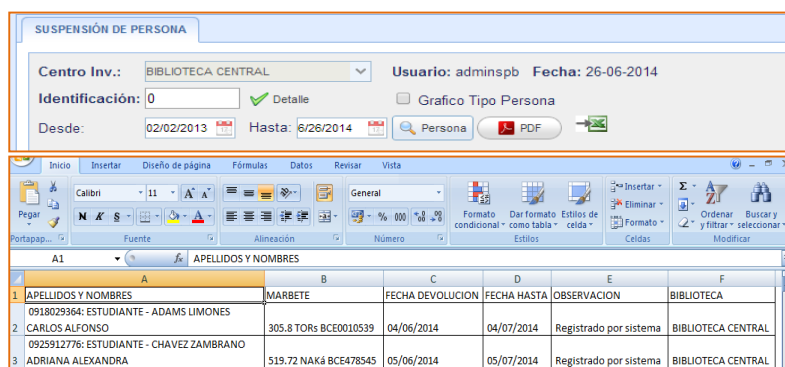 SUSPENSIÓN DE PERSONA
Centro Inv.: BIBLIOTECA CENTRAL Usuario: adminspb Fecha: 26-06-2014
Identificación: 0 Detalle Grafico Tipo Persona
Desde: 02/02/2013 Hasta: 6/26/2014 Persona PDF
Inicio Insertar Diseño de página Fórmulas Datos Revisar Vista
Calibri 11 A A General Insertar Σ
Pegar N K S A % 000 Formato condicional Dar formato como tabla Estilos de celda Eliminar Formato Ordenar y filtrar Buscar y seleccionar
Portapap... Fuente Alineación Número Estilos Celdas Modificar
A1 fx APELLIDOS Y NOMBRES
A B C D E F
1 APELLIDOS Y NOMBRES MARBETE FECHA DEVOLUCION FECHA HASTA OBSERVACION BIBLIOTECA
0918029364: ESTUDIANTE - ADAMS LIMONES
2 CARLOS ALFONSO 305.8 TORs BCE0010539 04/06/2014 04/07/2014 Registrado por sistema BIBLIOTECA CENTRAL
0925912776: ESTUDIANTE - CHAVEZ ZAMBRANO
3 ADRIANA ALEXANDRA 519.72 NAKá BCE478545 05/06/2014 05/07/2014 Registrado por sistema BIBLIOTECA CENTRAL